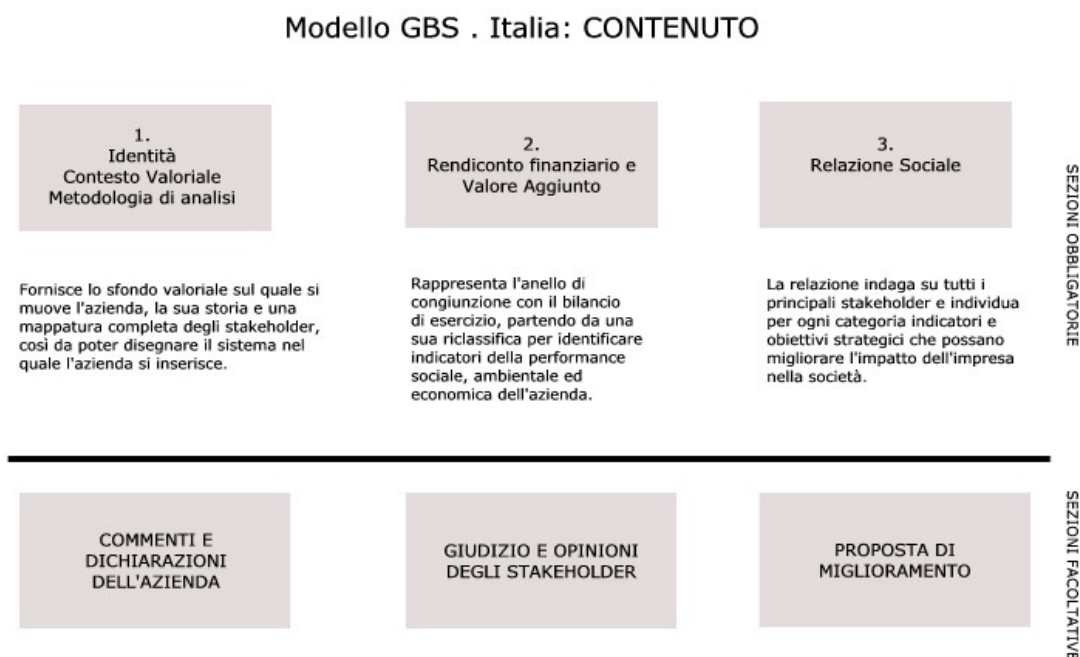 Modello GBS . Italia: CONTENUTO
1.
Identità
Contesto Valoriale
Metodologia di analisi
2.
Rendiconto finanziario e
Valore Aggiunto
3.
Relazione Sociale
Fornisce lo sfondo valoriale sul quale si
muove l'azienda, la sua storia e una
mappatura completa degli stakeholder,
così da poter disegnare il sistema nel
quale l'azienda si inserisce.
Rappresenta l'anello di
congiunzione con il bilancio
di esercizio, partendo da una
sua riclassifica per identificare
indicatori della performance
sociale, ambientale ed
economica dell'azienda.
La relazione indaga su tutti i
principali stakeholder e individua
per ogni categoria indicatori e
obiettivi strategici che possano
migliorare l'impatto dell'impresa
nella società.
SEZIONI OBBLIGATORIE
COMMENTI E
DICHIARAZIONI
DELL'AZIENDA
GIUDIZIO E OPINIONI
DEGLI STAKEHOLDER
PROPOSTA DI
MIGLIORAMENTO
SEZIONI FACOLTATIVE